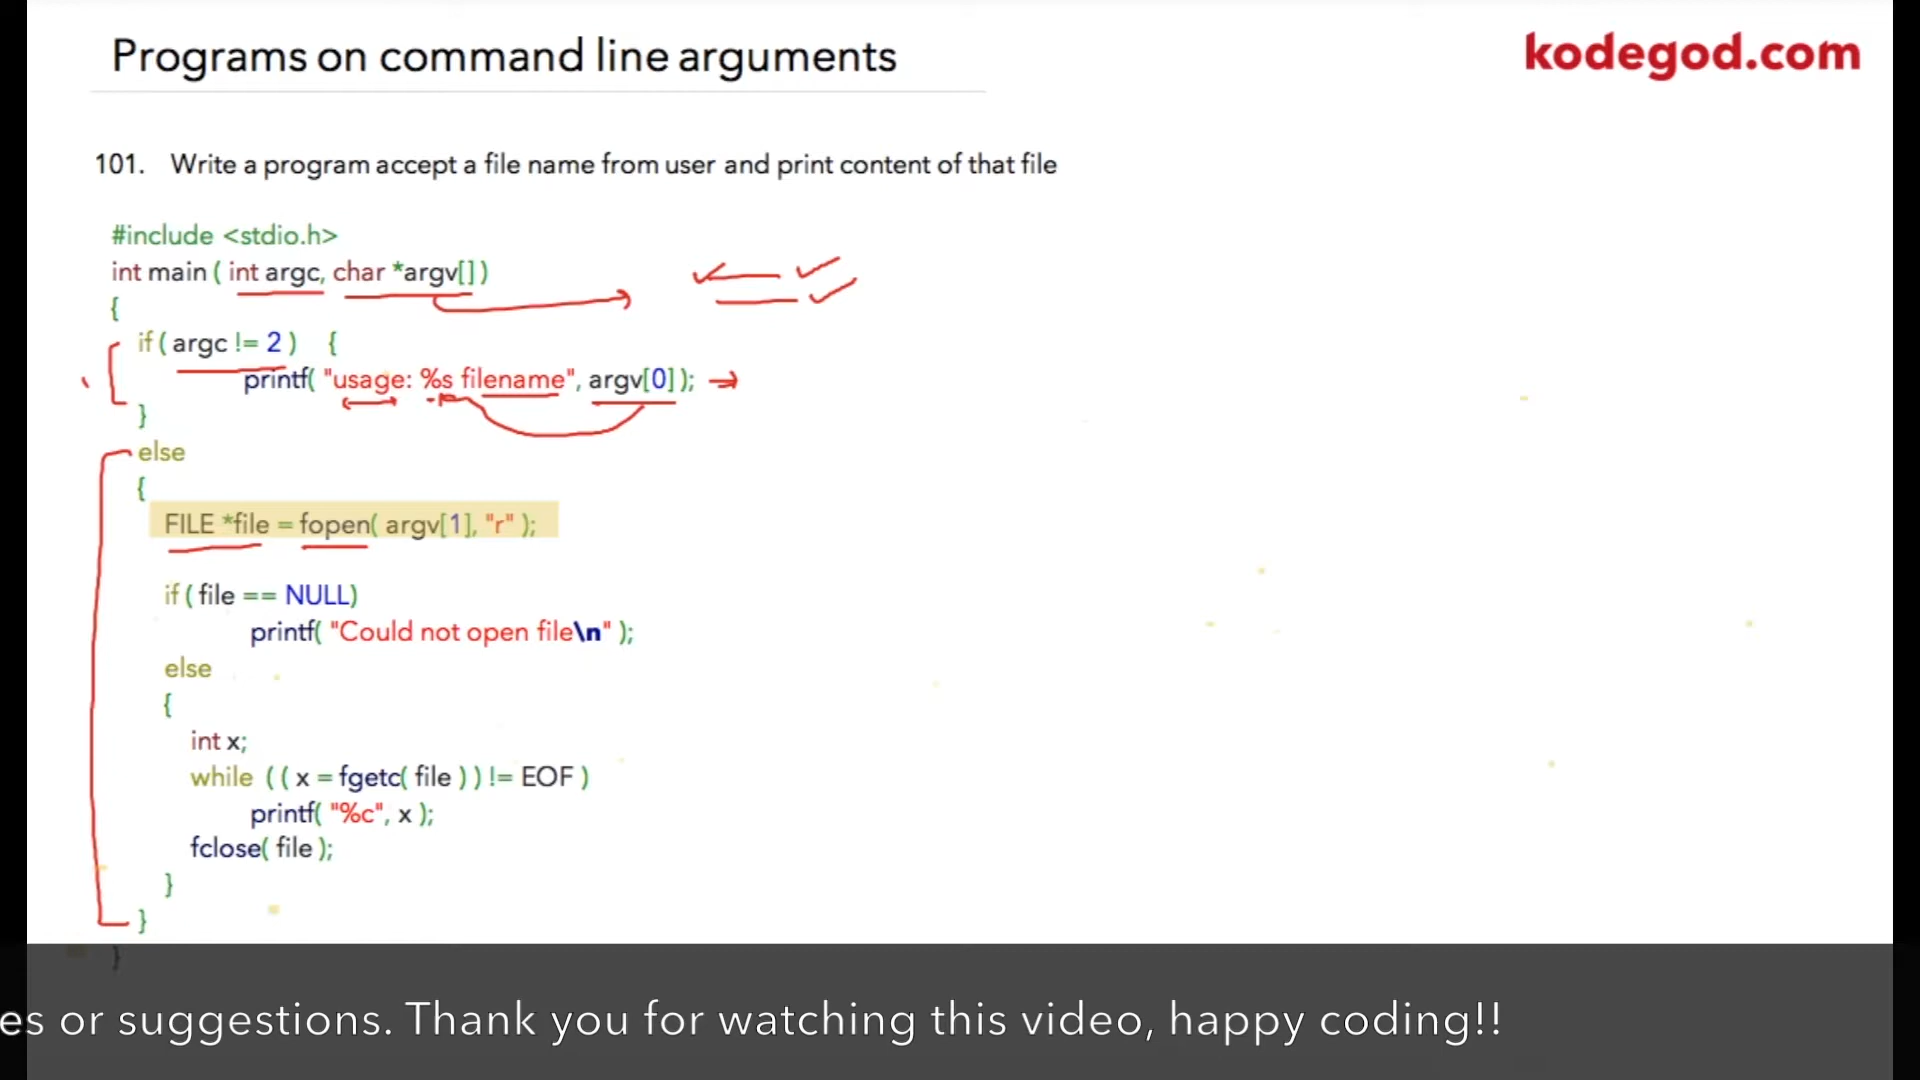 Programs on command line arguments
kodegod.com
101. Write a program accept a file name from user and print content of that file
#include <stdio.h>
int main ( int argc, char *argv[] )
{
if ( argc != 2 ) {
printf( "usage: %s filename", argv[0] );
}
else
{
FILE *file = fopen( argv[1], "r" );
if ( file == NULL)
printf( "Could not open file\n" );
else
{
int x;
while ( ( x = fgetc( file ) ) != EOF )
printf( "%c", x );
fclose( file );
}
}
}
es or suggestions. Thank you for watching this video, happy coding!!